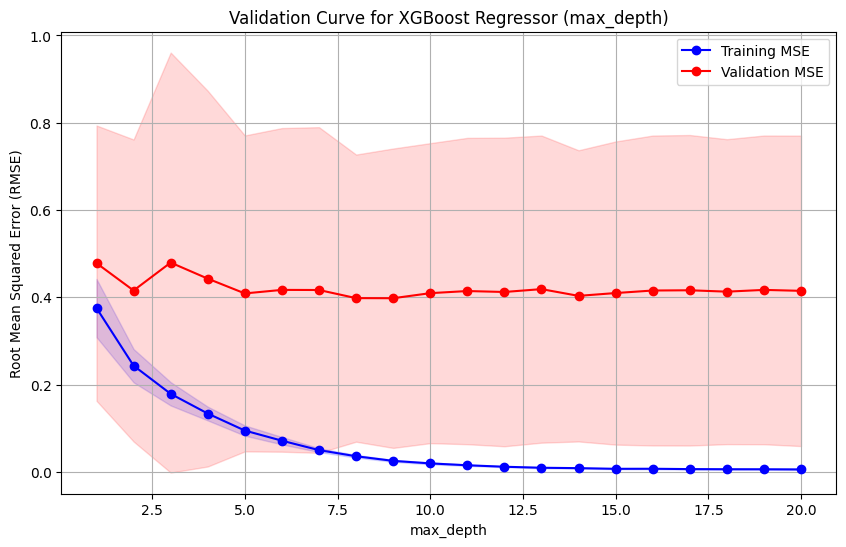 Validation Curve for XGBoost Regressor (max_depth)
Training MSE
Validation MSE
Root Mean Squared Error (RMSE)
1.0
0.8
0.6
0.4
0.2
0.0
2.5 5.0 7.5 10.0 12.5 15.0 17.5 20.0
max_depth